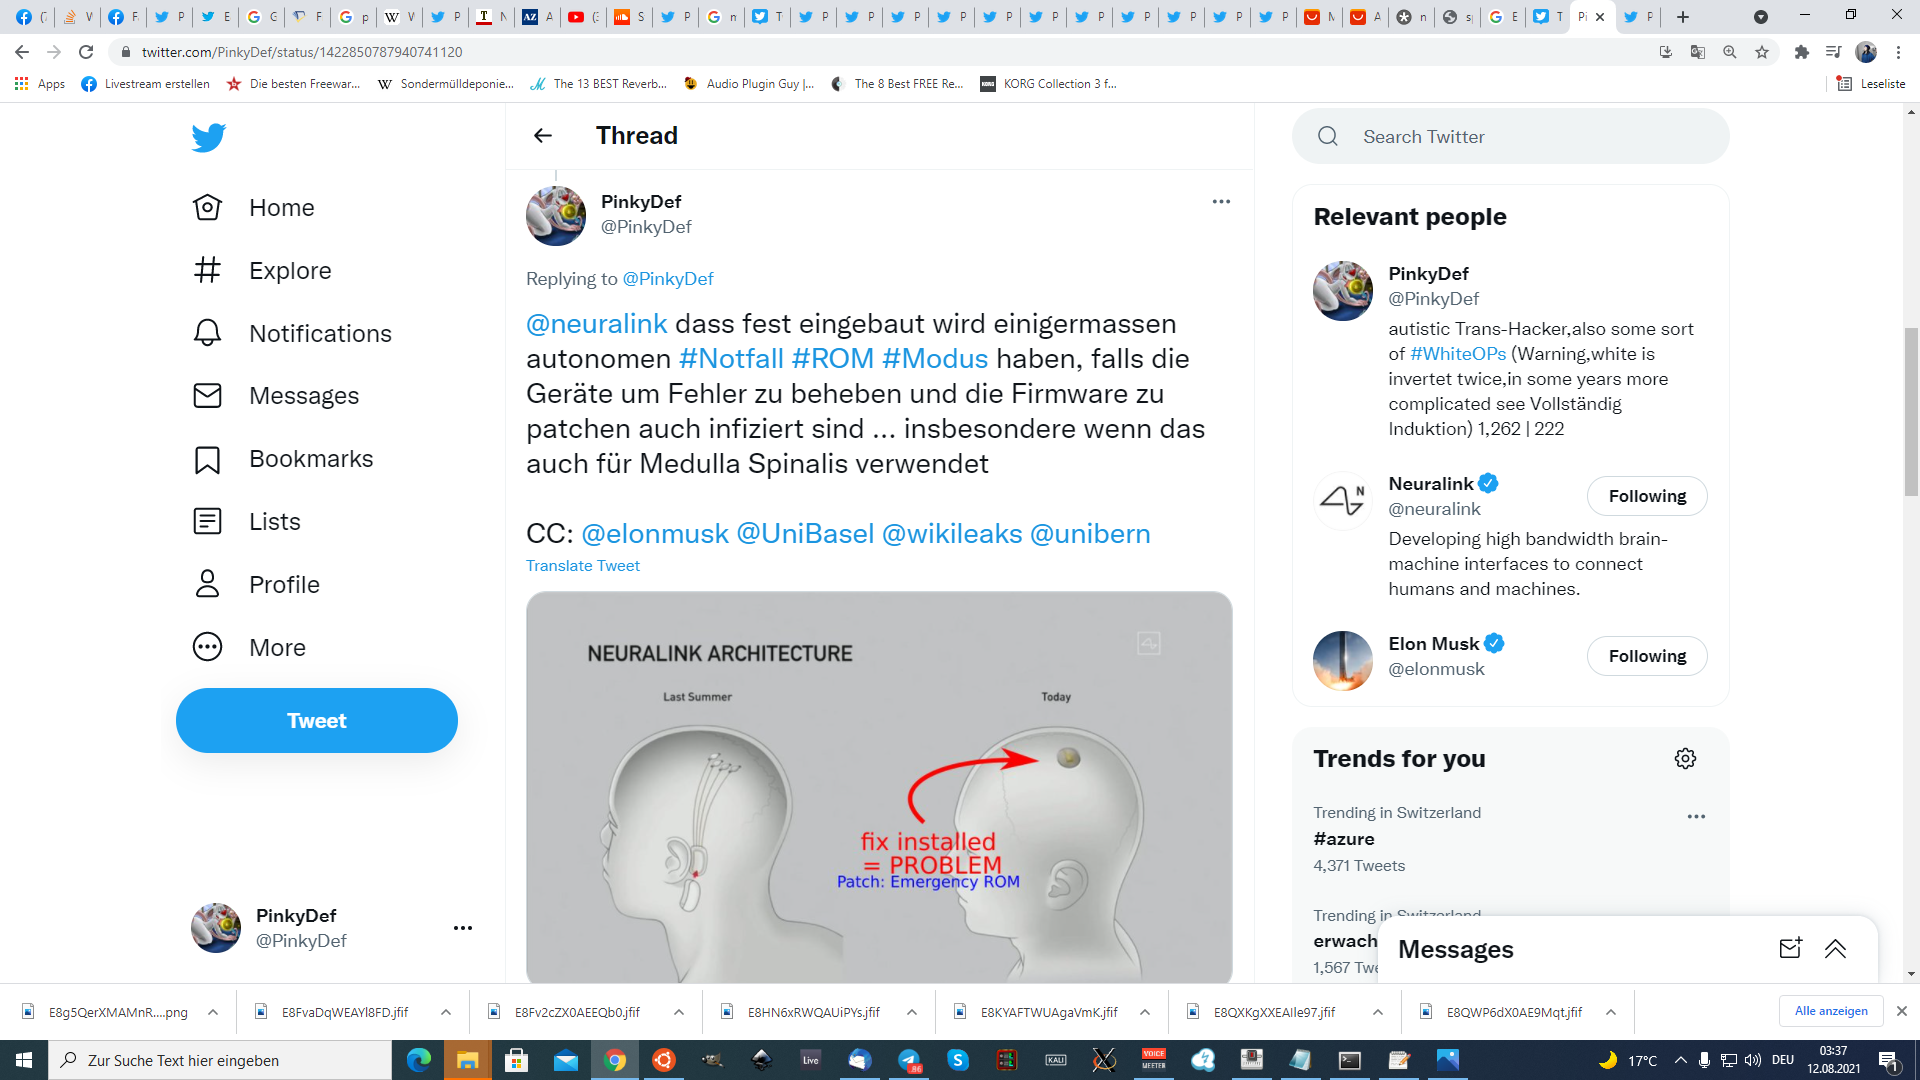 twitter.com/PinkyDef/status/1422850787940741120
Apps
Livestream erstellen
Die besten Freewar...
Sondermülldeponie...
The 13 BEST Reverb...
Audio Plugin Guy |...
The 8 Best FREE Re...
KORG Collection 3 f...
Leseliste
Home
Explore
Notifications
Messages
Bookmarks
Lists
Profile
More
Tweet
PinkyDef
@PinkyDef
Thread
PinkyDef
@PinkyDef
Replying to @PinkyDef
@neuralink dass fest eingebaut wird einigermassen
autonomen #Notfall #ROM #Modus haben, falls die
Geräte um Fehler zu beheben und die Firmware zu
patchen auch infiziert sind ... insbesondere wenn das
auch für Medulla Spinalis verwendet
CC: @elonmusk @UniBasel @wikileaks @unibern
Translate Tweet
NEURALINK ARCHITECTURE
Last Summer
Today
fix installed
= PROBLEM
Patch: Emergency ROM
Search Twitter
Relevant people
PinkyDef
@PinkyDef
autistic Trans-Hacker,also some sort
of #WhiteOPs (Warning,white is
invertet twice,in some years more
complicated see Vollständig
Induktion) 1,262 | 222
Neuralink
@neuralink
Following
Developing high bandwidth brain-
machine interfaces to connect
humans and machines.
Elon Musk
@elonmusk
Following
Trends for you
Trending in Switzerland
#azure
4,371 Tweets
Trending in Switzerland
erwach
1,567 Twe
Messages
E8g5QerXMAMnR....png
E8FvaDqWEAYl8FD.jfif
E8Fv2cZX0AEEQb0.jfif
E8HN6xRWQAUiPYs.jfif
E8KYAFTWUAgaVmK.jfif
E8QXKgXXEAIle97.jfif
E8QWP6dX0AE9Mqt.jfif
Alle anzeigen
Zur Suche Text hier eingeben
Live
KALI
VOICE
MEETER
17°C
DEU
03:37
12.08.2021
1